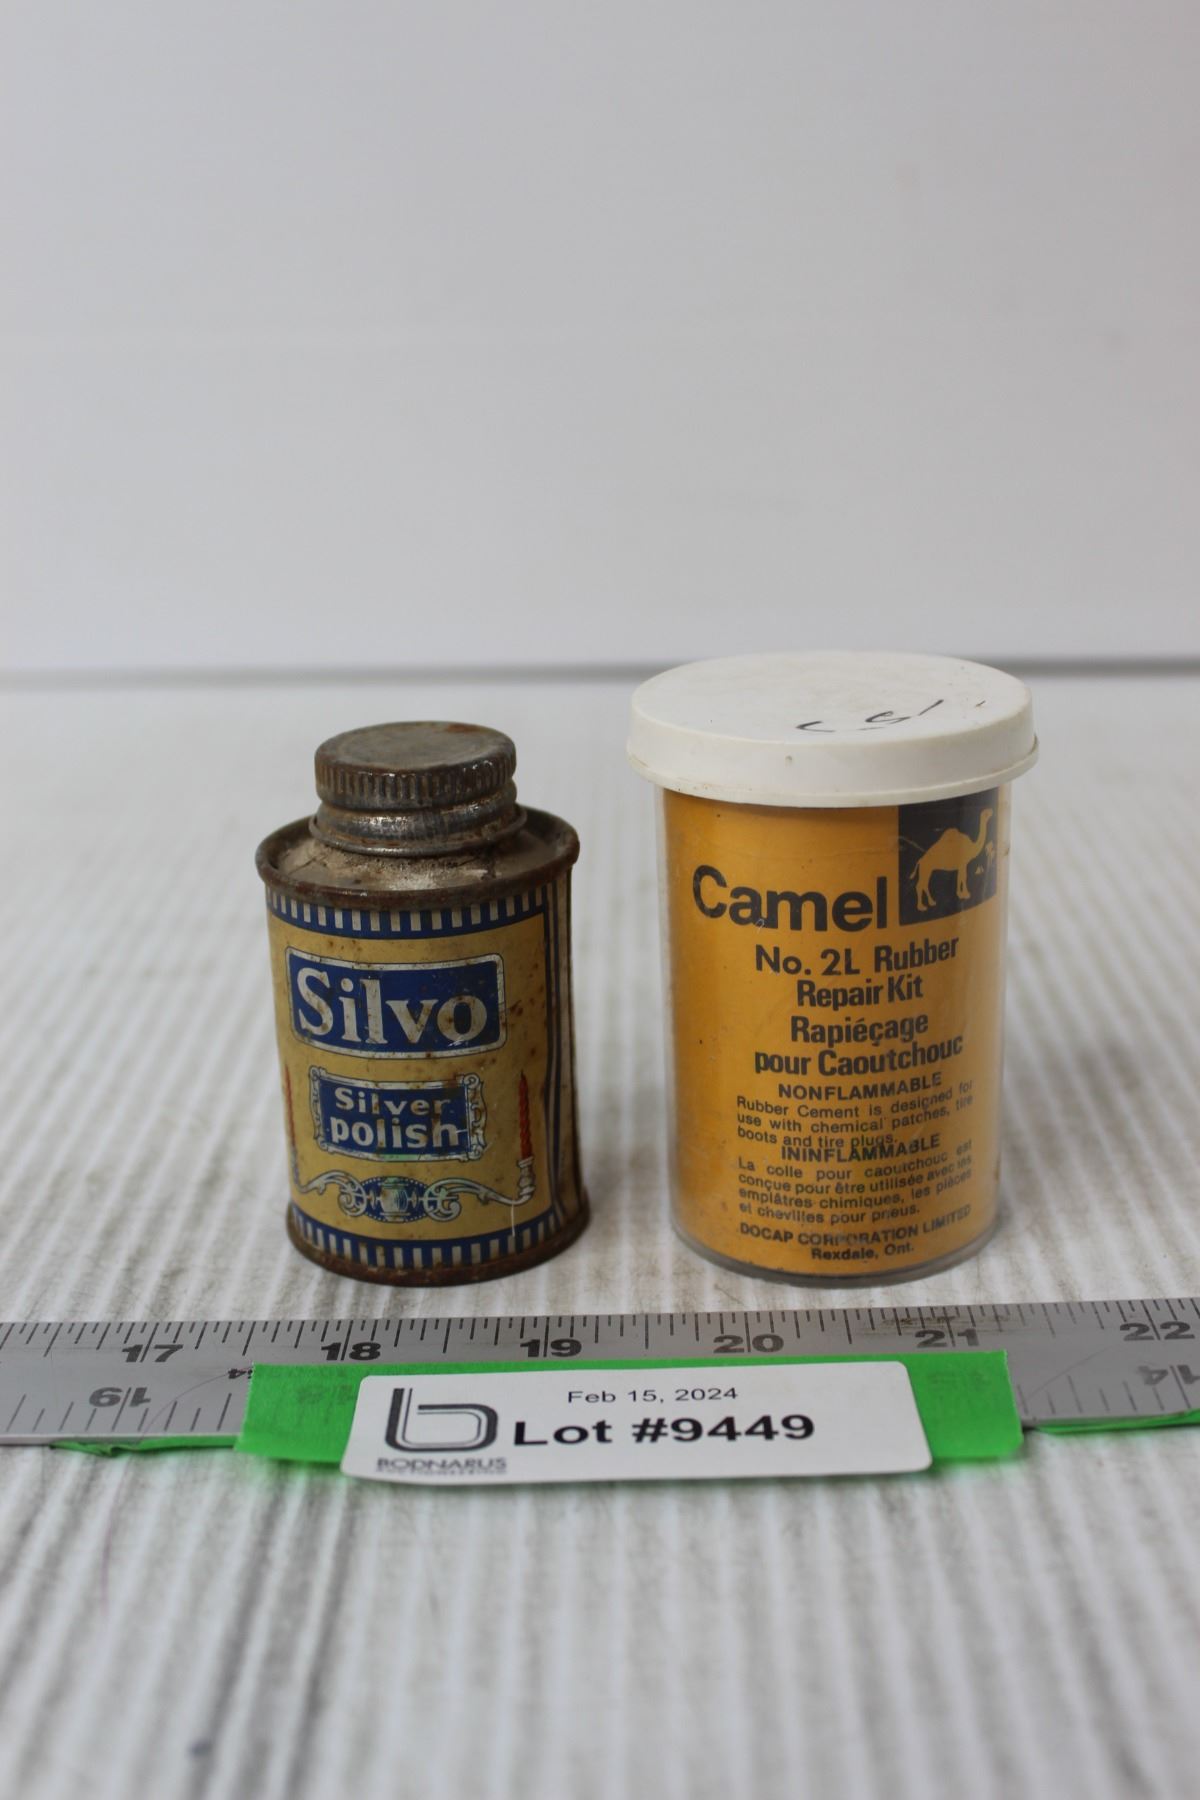 Silvo
Silver
polish
Camel
No. 2L Rubber
Repair Kit
Rapiéçage
pour Caoutchouc
NONFLAMMABLE
Rubber Cement is designed for
use with chemical patches, tire
boots and tire plugs.
ININFLAMMABLE
La colle pour caoutchouc est
conçue pour être utilisée avec les
emplâtres chimiques, les pièces
et chevilles pour pneus.
DOCAP CORPORATION LIMITED
Rexdale, Ont.
17 18 19 20 21 22
19 14
Feb 15, 2024
Lot #9449
BODNARUS
AUCTIONEERING